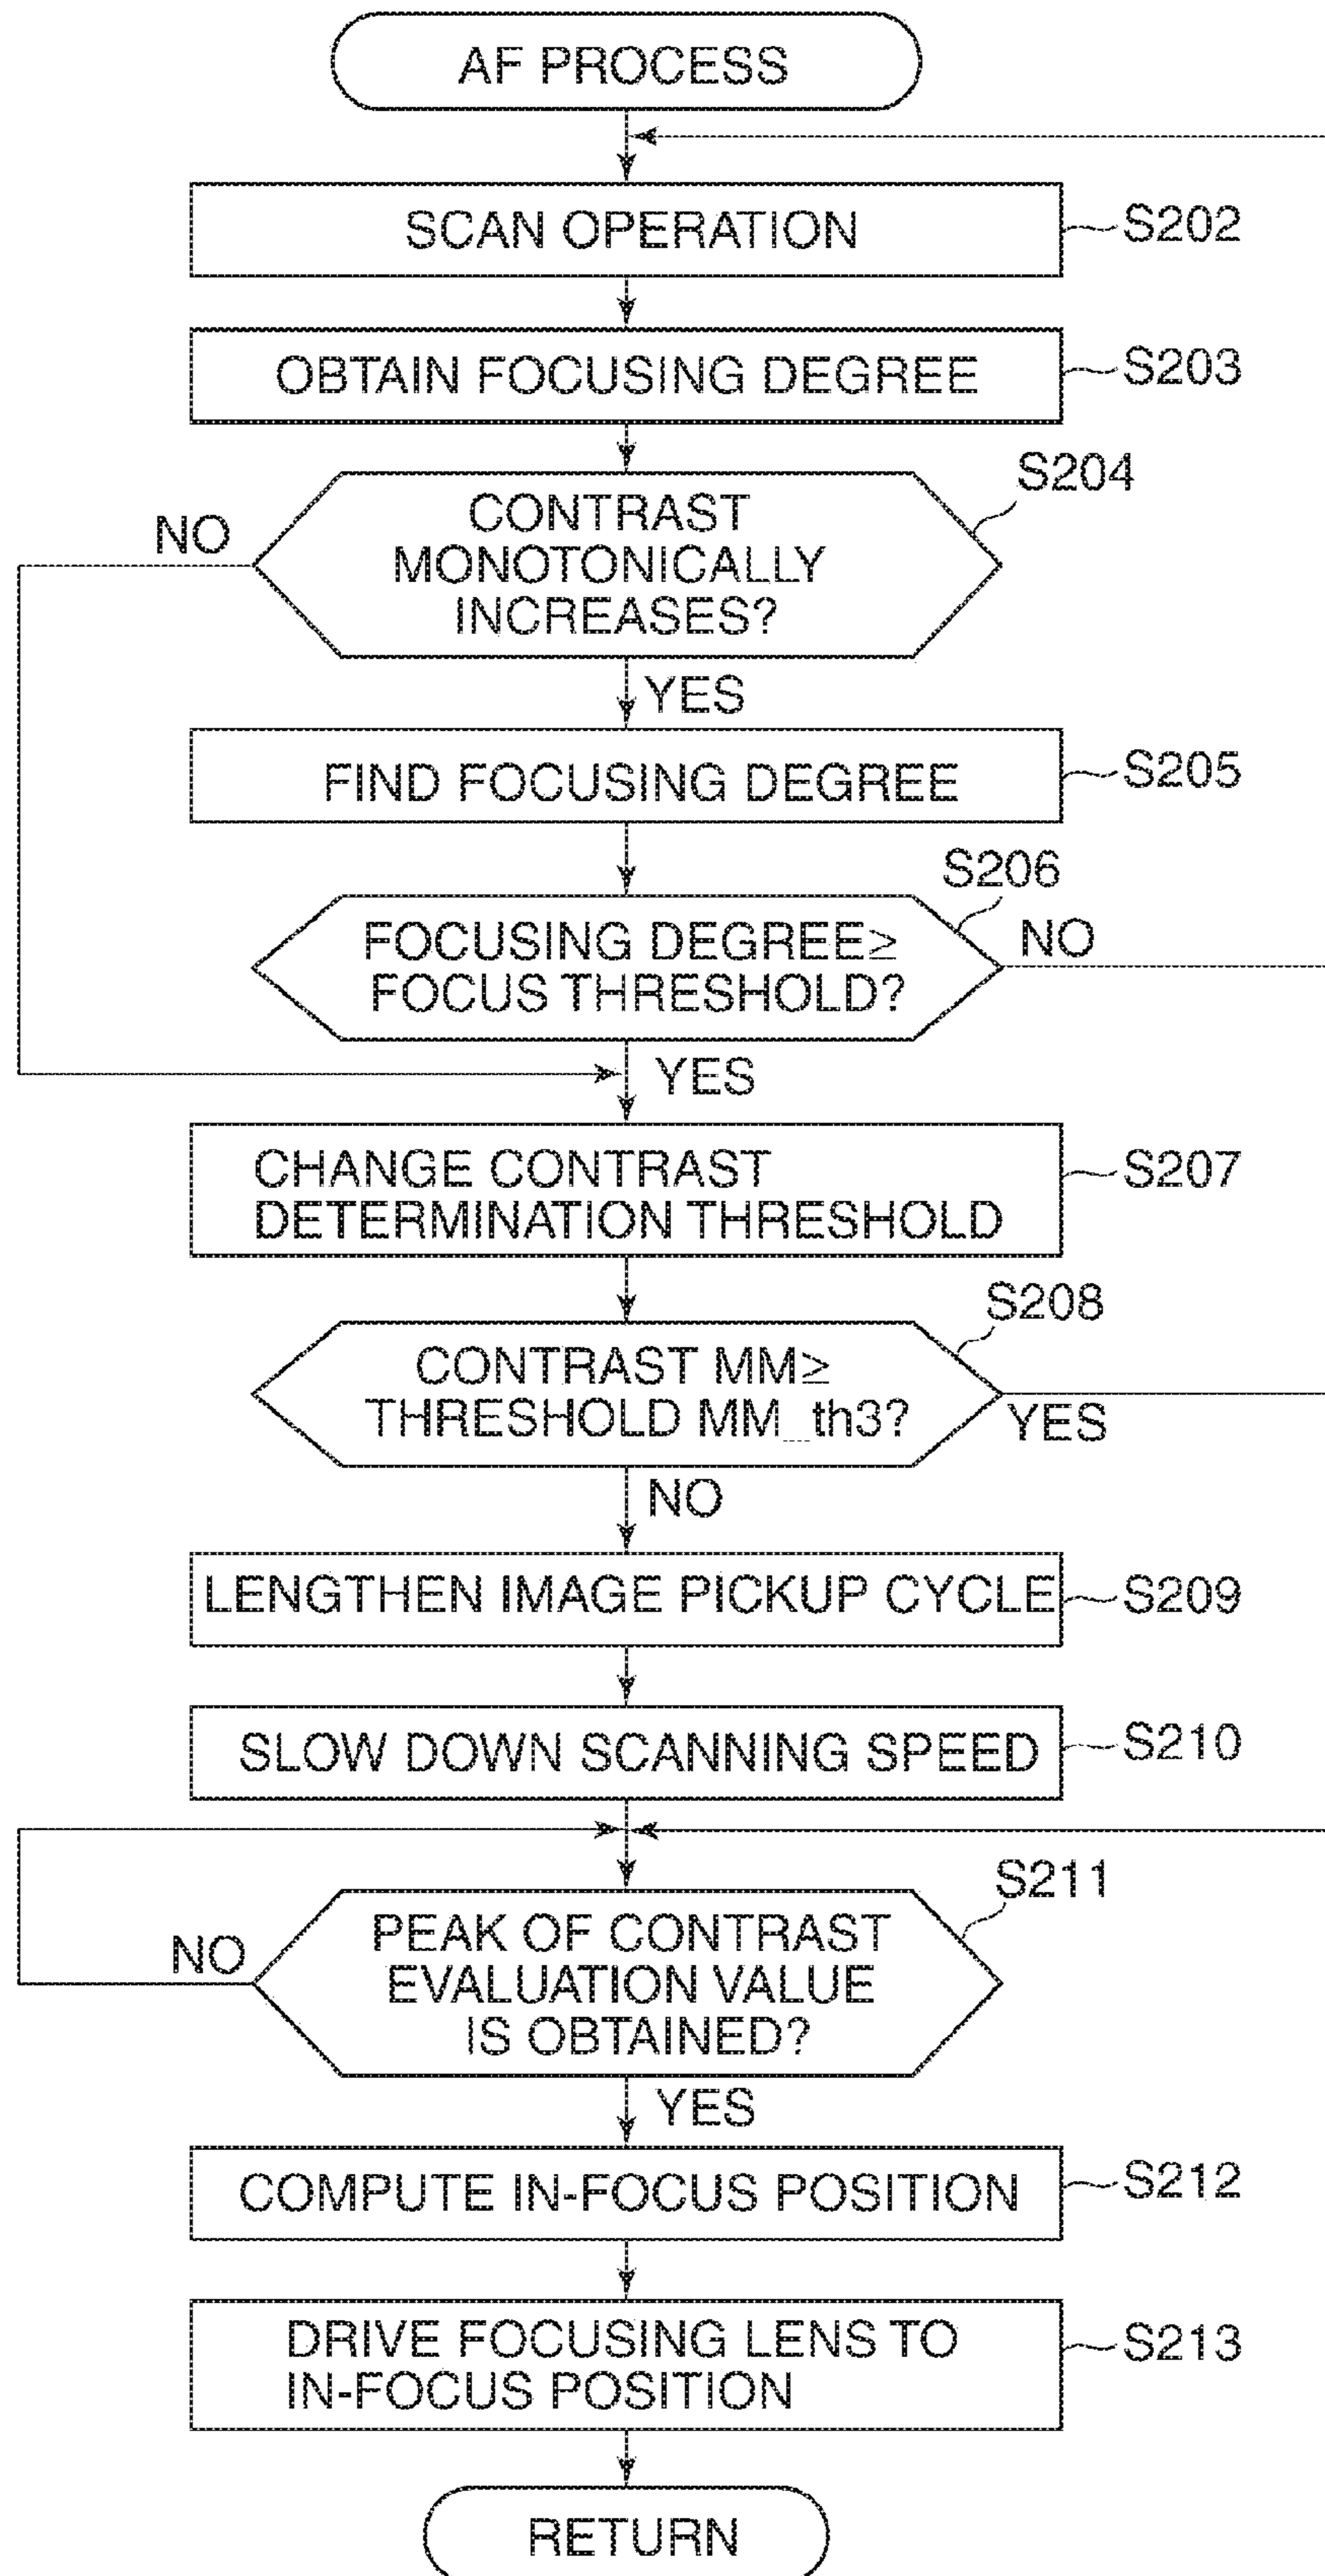 AF PROCESS
SCAN OPERATION
S202
OBTAIN FOCUSING DEGREE
S203
S204
NO
CONTRAST
MONOTONICALLY
INCREASES?
YES
FIND FOCUSING DEGREE
S205
S206
FOCUSING DEGREE≥
FOCUS THRESHOLD?
NO
YES
CHANGE CONTRAST
DETERMINATION THRESHOLD
S207
S208
CONTRAST MM≥
THRESHOLD MM_th3?
YES
NO
LENGTHEN IMAGE PICKUP CYCLE
S209
SLOW DOWN SCANNING SPEED
S210
S211
NO
PEAK OF CONTRAST
EVALUATION VALUE
IS OBTAINED?
YES
COMPUTE IN-FOCUS POSITION
S212
DRIVE FOCUSING LENS TO
IN-FOCUS POSITION
S213
RETURN